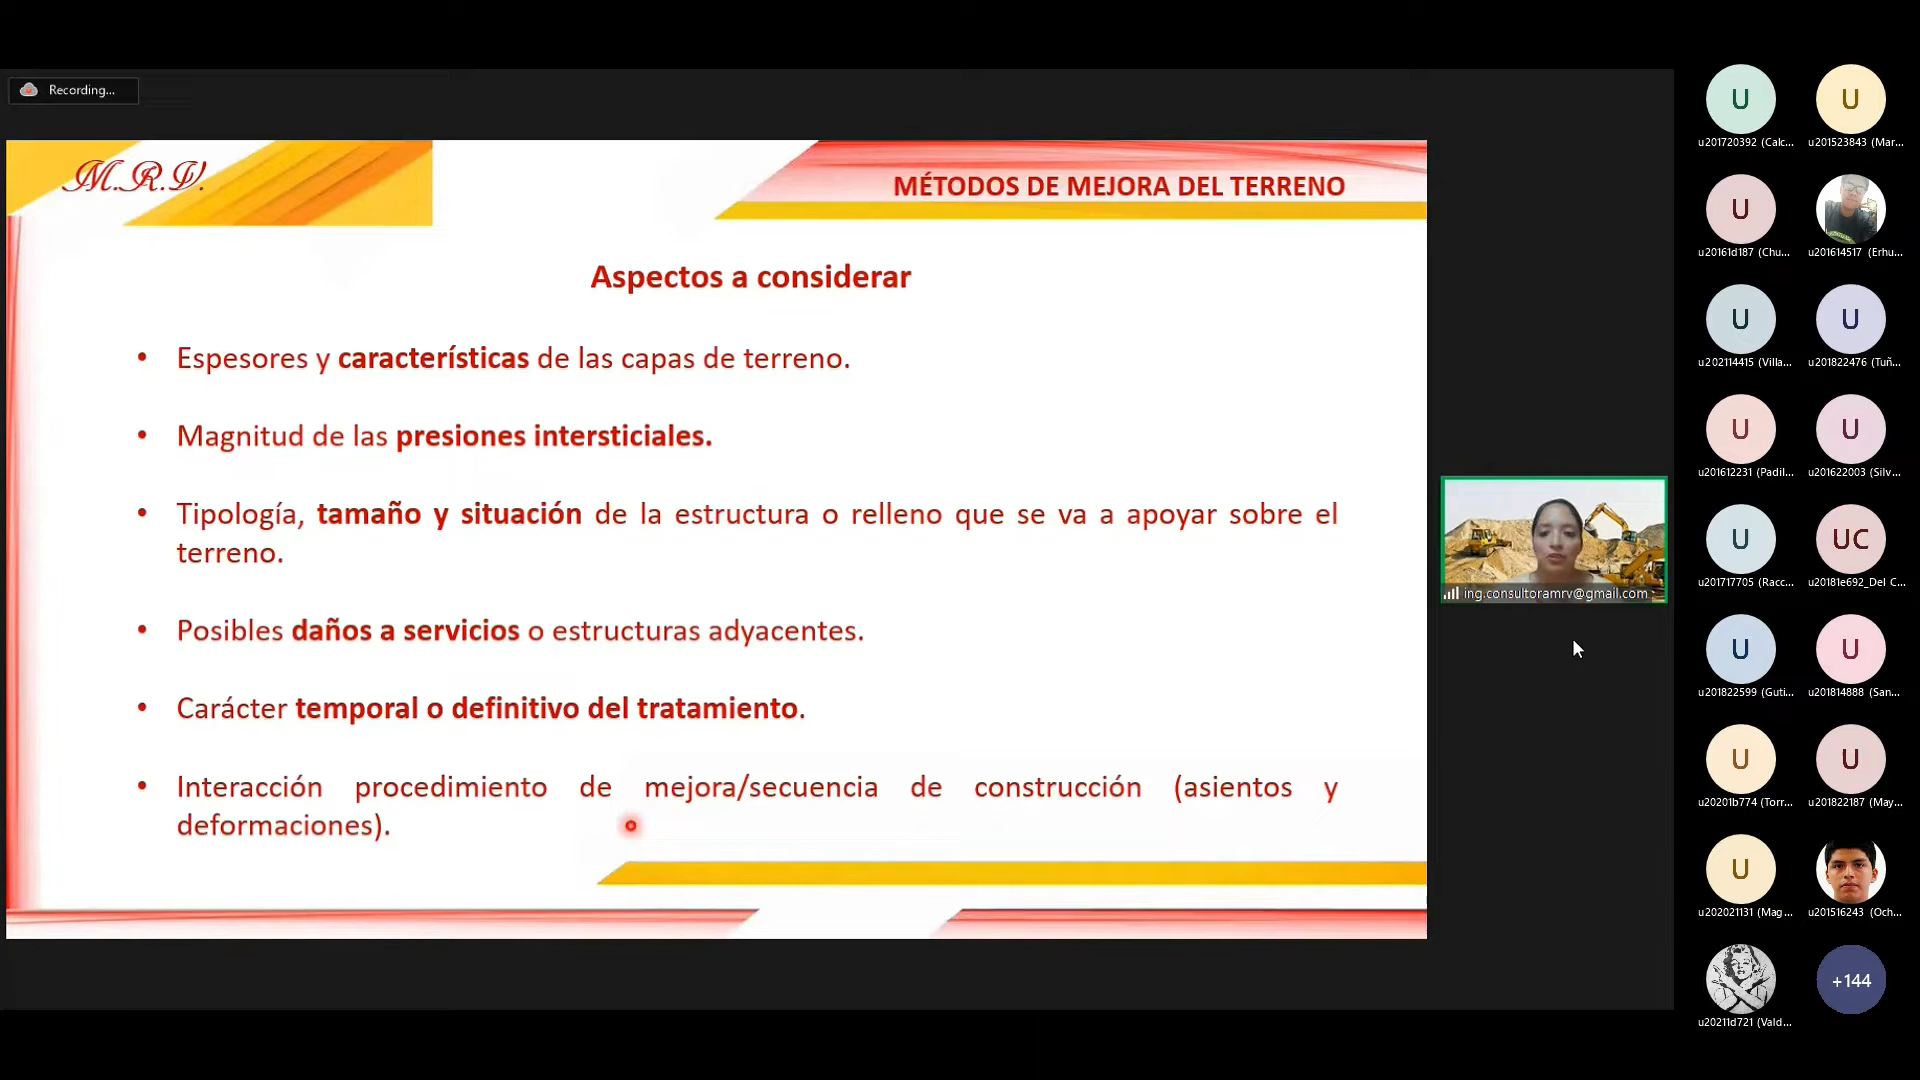 Recording...
M.R.V.
MÉTODOS DE MEJORA DEL TERRENO
Aspectos a considerar
• Espesores y características de las capas de terreno.
• Magnitud de las presiones intersticiales.
• Tipología, tamaño y situación de la estructura o relleno que se va a apoyar sobre el
terreno.
• Posibles daños a servicios o estructuras adyacentes.
• Carácter temporal o definitivo del tratamiento.
• Interacción procedimiento de mejora/secuencia de construcción (asientos y
deformaciones).
ing.consultoramrv@gmail.com
U
u201720392 (Calc...
U
u201523843 (Mar...
U
u20161d187 (Chu...
u201614517 (Erhu...
U
u202114415 (Villa...
U
u201822476 (Tuñ...
U
u201612231 (Padil...
U
u201622003 (Silv...
U
u201717705 (Racc...
UC
u20181e692_Del C...
U
u201822599 (Guti...
U
u201814888 (San...
U
u20201b774 (Torr...
U
u201822187 (May...
U
u202021131 (Mag...
u201516243 (Och...
u20211d721 (Vald...
+144